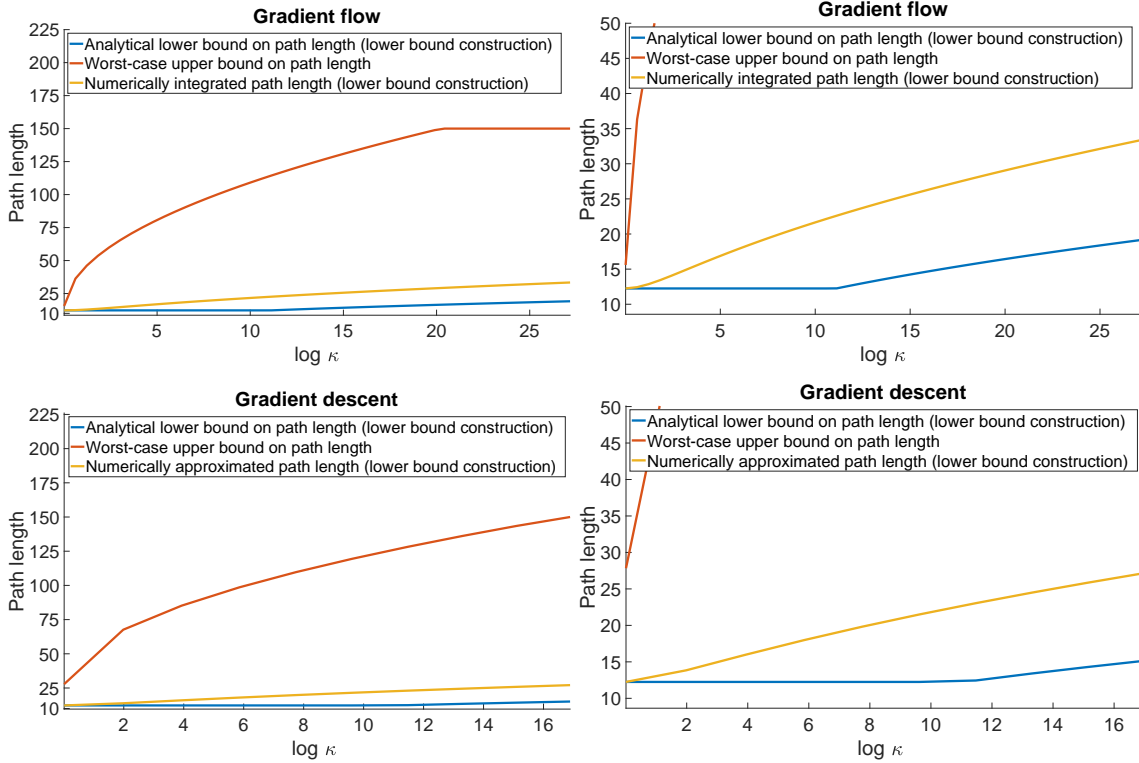 Gradient flow
225
200
175
150
125
100
75
50
25
10
Path length
Analytical lower bound on path length (lower bound construction)
Worst-case upper bound on path length
Numerically integrated path length (lower bound construction)
5
10
15
20
25
log κ
Gradient flow
50
45
40
35
30
25
20
15
10
Path length
Analytical lower bound on path length (lower bound construction)
Worst-case upper bound on path length
Numerically integrated path length (lower bound construction)
5
10
15
20
25
log κ
Gradient descent
225
200
175
150
125
100
75
50
25
10
Path length
Analytical lower bound on path length (lower bound construction)
Worst-case upper bound on path length
Numerically approximated path length (lower bound construction)
2
4
6
8
10
12
14
16
log κ
Gradient descent
50
45
40
35
30
25
20
15
10
Path length
Analytical lower bound on path length (lower bound construction)
Worst-case upper bound on path length
Numerically approximated path length (lower bound construction)
2
4
6
8
10
12
14
16
log κ